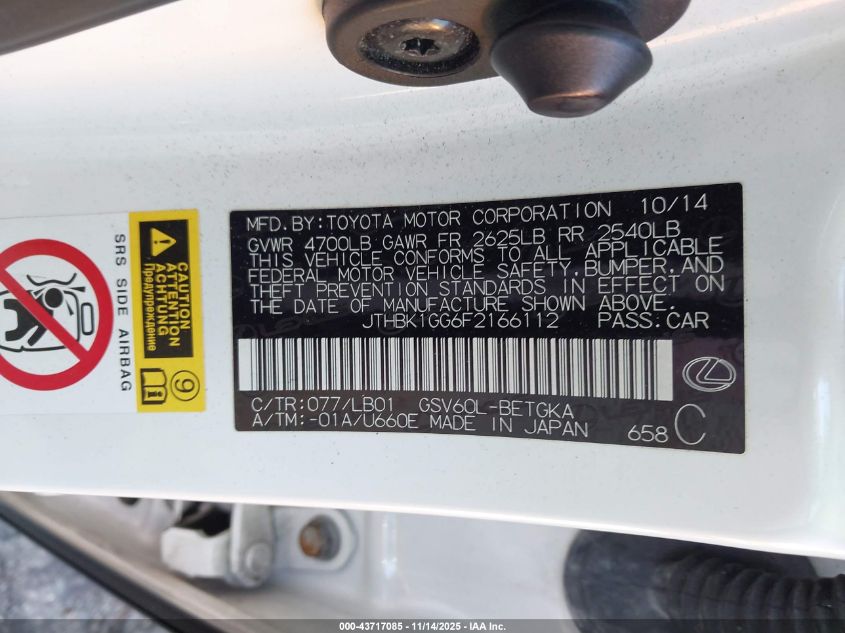 MFD.BY:TOYOTA MOTOR CORPORATION 10/14
GVWR 4700LB GAWR FR 2625LB RR 2540LB
THIS VEHICLE CONFORMS TO ALL APPLICABLE
FEDERAL MOTOR VEHICLE SAFETY,BUMPER,AND
THEFT PREVENTION STANDARDS IN EFFECT ON
THE DATE OF MANUFACTURE SHOWN ABOVE.
JTHBK1GG6F2166112 PASS.CAR
C/TR:077/LB01 GSV60L-BETGKA
A/TM:-01A/U660E MADE IN JAPAN 658 C
SRS SIDE AIRBAG
CAUTION
ATTENTION
ACHTUNG
Предупреждение
9
000-43717085 - 11/14/2025 - IAA Inc.